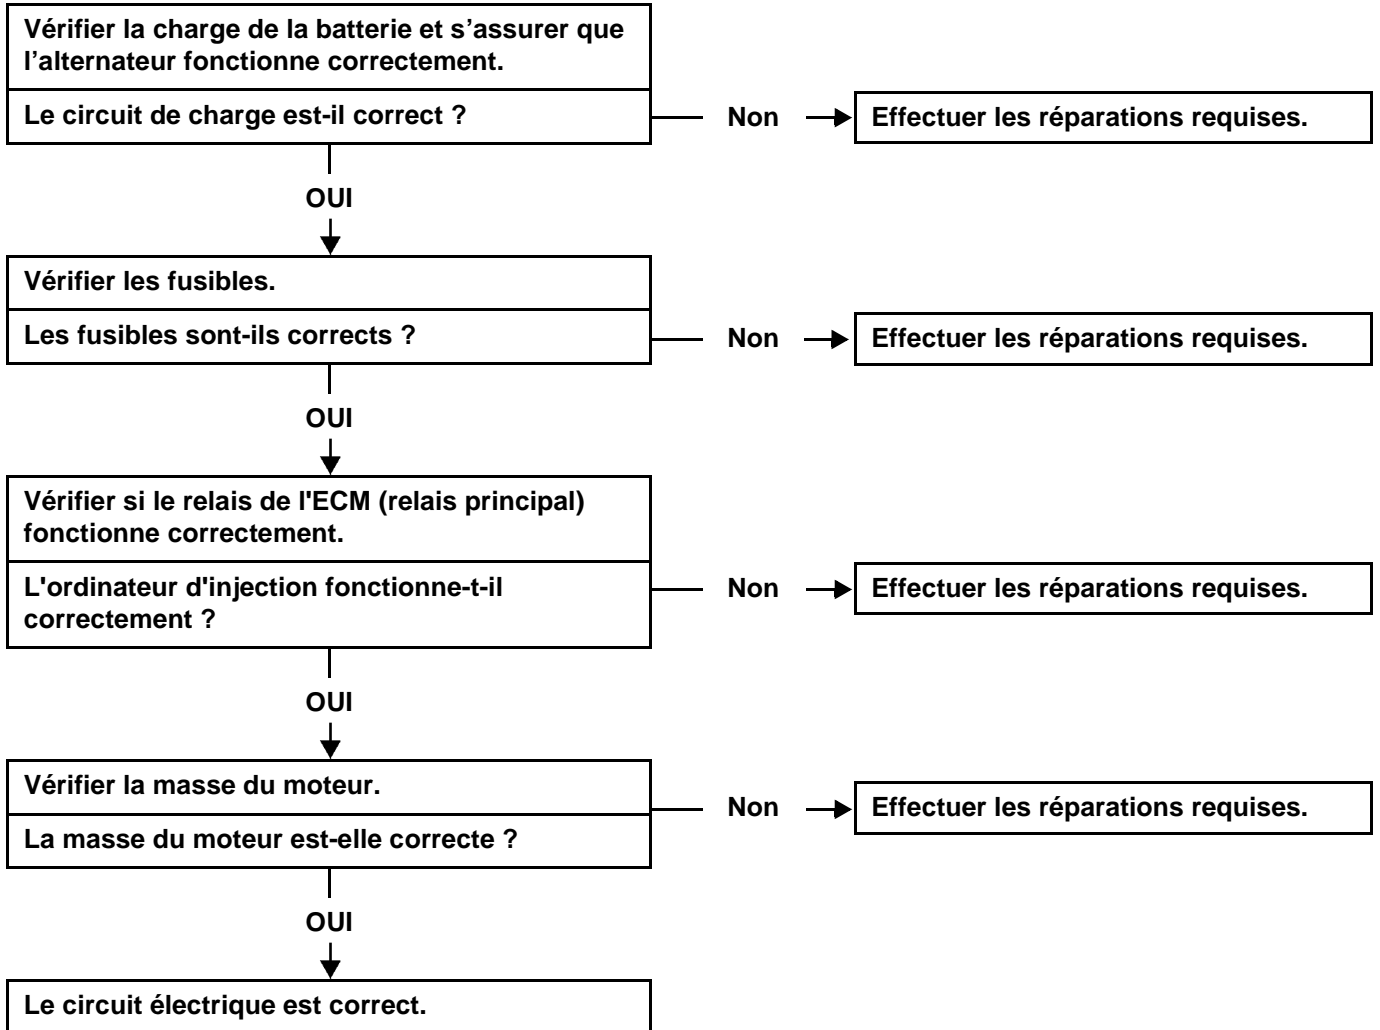 Vérifier la charge de la batterie et s’assurer que
l’alternateur fonctionne correctement.
Le circuit de charge est-il correct ?
Non
Effectuer les réparations requises.
OUI
Vérifier les fusibles.
Les fusibles sont-ils corrects ?
Non
Effectuer les réparations requises.
OUI
Vérifier si le relais de l'ECM (relais principal)
fonctionne correctement.
L'ordinateur d'injection fonctionne-t-il
correctement ?
Non
Effectuer les réparations requises.
OUI
Vérifier la masse du moteur.
La masse du moteur est-elle correcte ?
Non
Effectuer les réparations requises.
OUI
Le circuit électrique est correct.